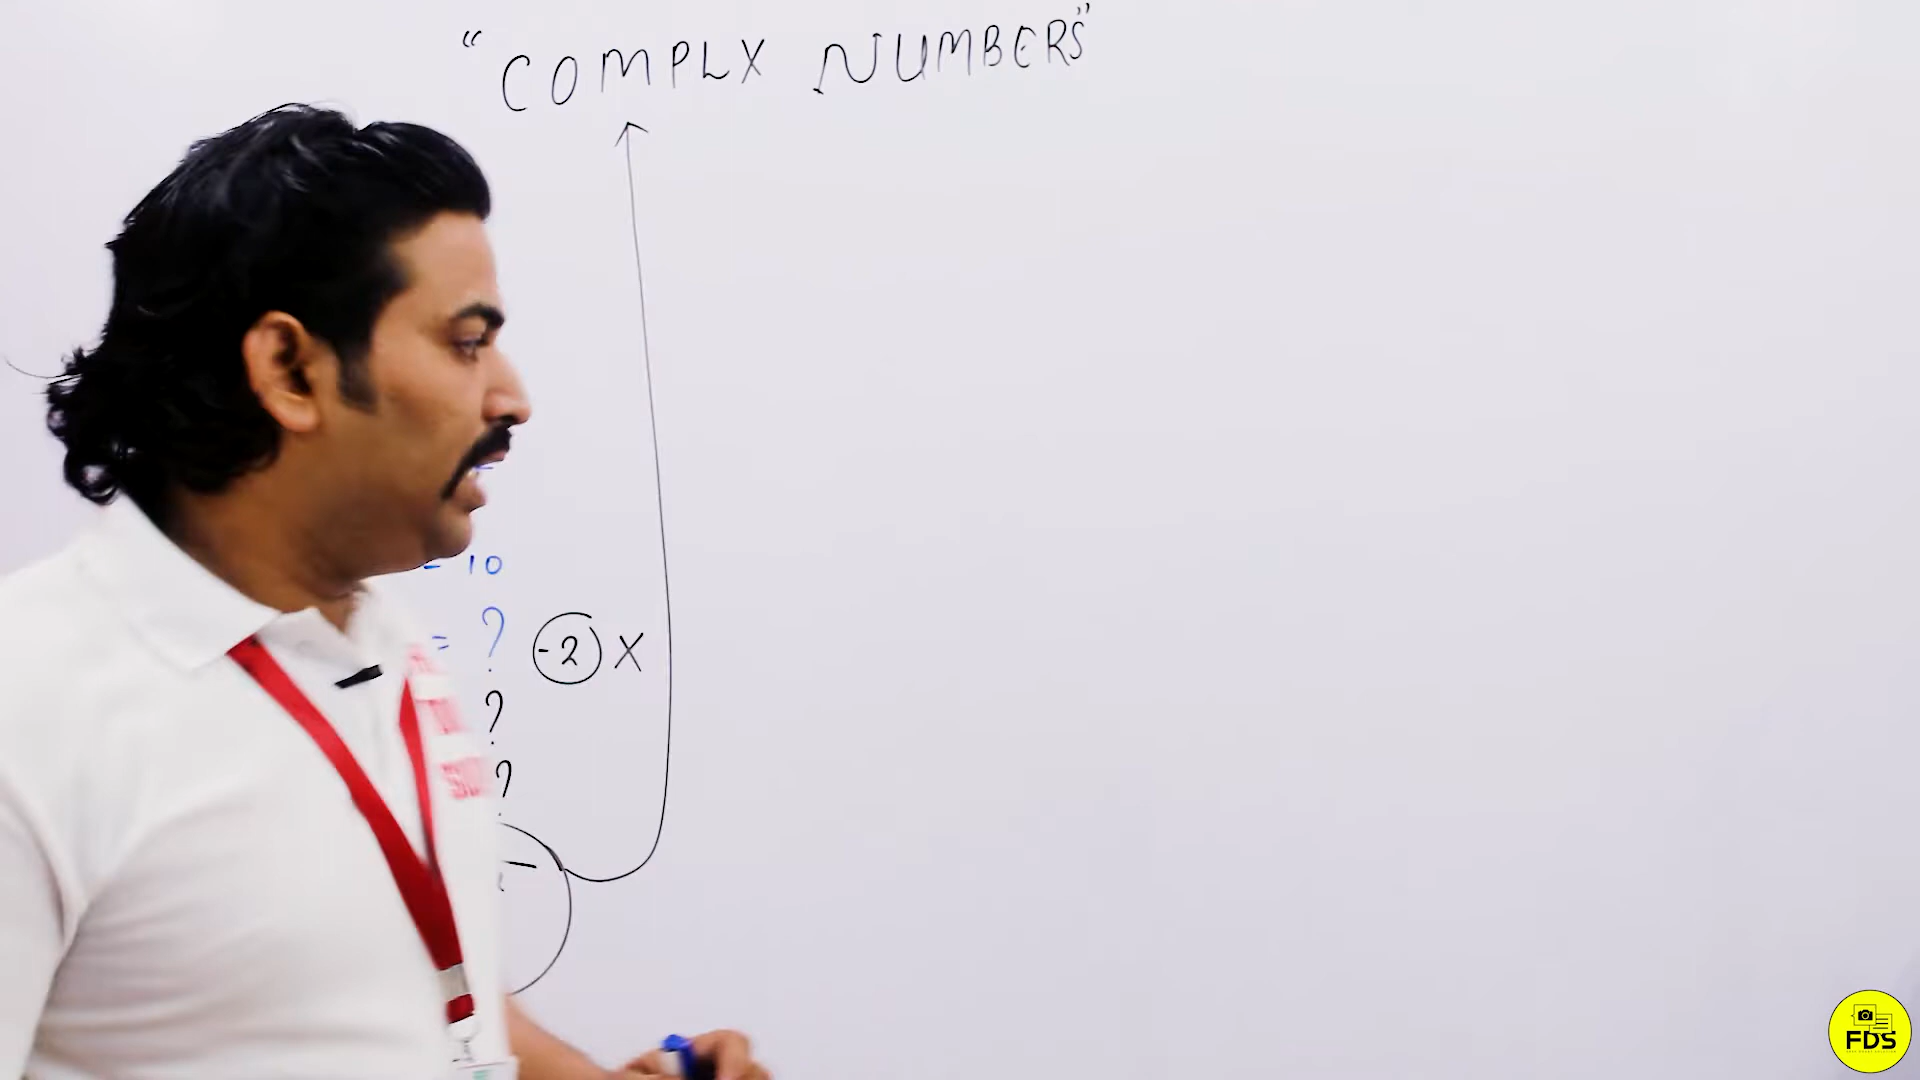 “COMPLX NUMBERS”
- 10
= ? -2 X
?
?
FDS